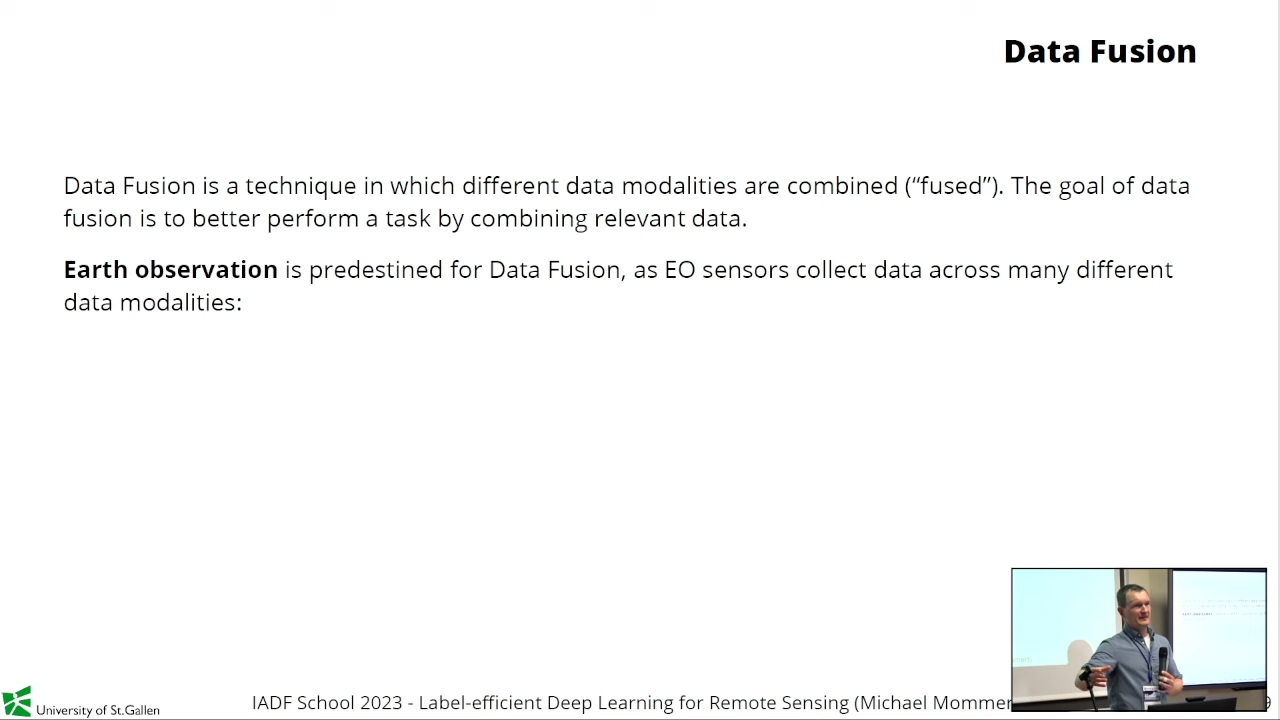 Data Fusion
Data Fusion is a technique in which different data modalities are combined (“fused”). The goal of data
fusion is to better perform a task by combining relevant data.
Earth observation is predestined for Data Fusion, as EO sensors collect data across many different
data modalities:
University of St.Gallen
IADF School 2023 - Label-efficient Deep Learning for Remote Sensing (Michael Mommer
9